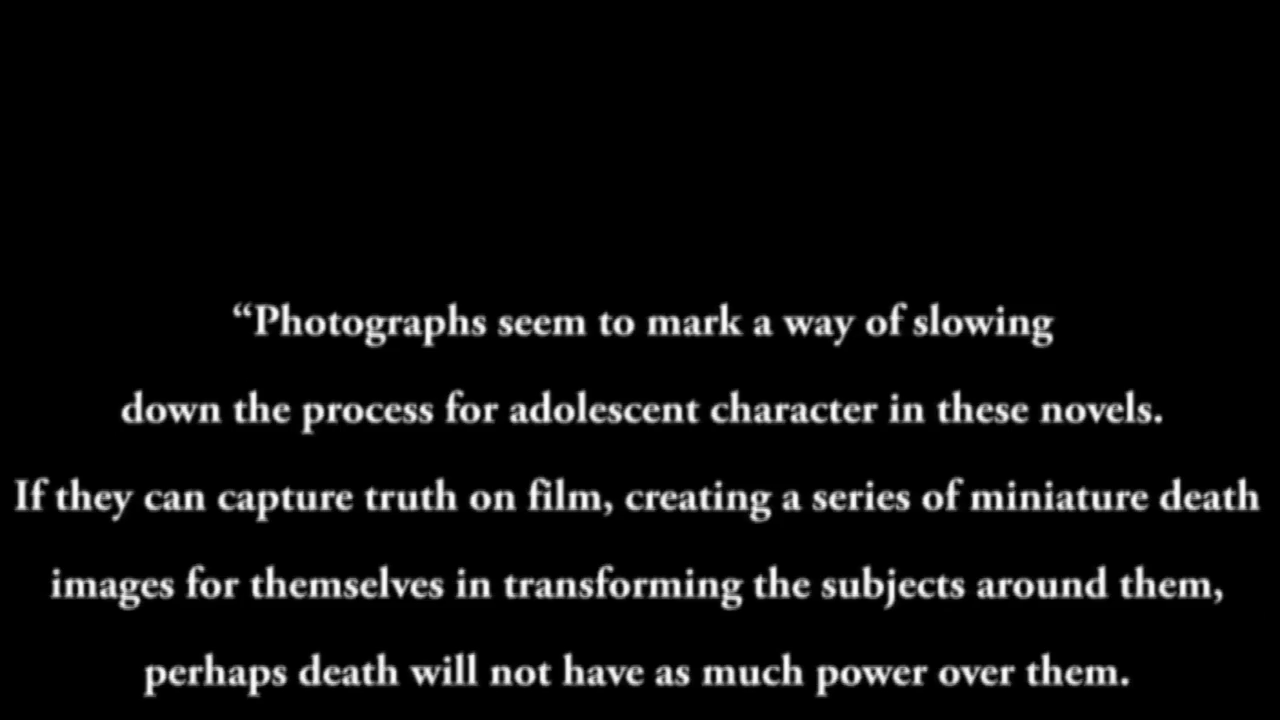 “Photographs seem to mark a way of slowing
down the process for adolescent character in these novels.
If they can capture truth on film, creating a series of miniature death
images for themselves in transforming the subjects around them,
perhaps death will not have as much power over them.